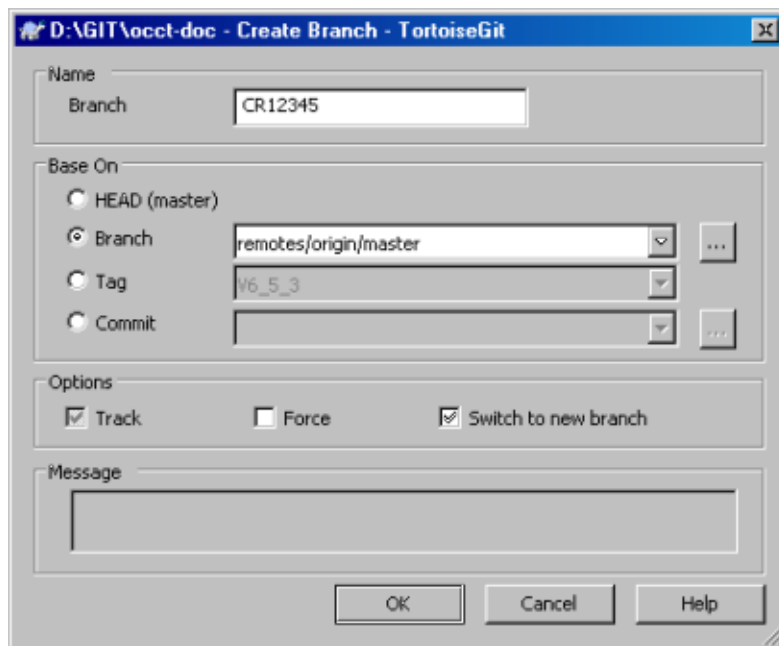 D:\GIT\occt-doc - Create Branch - TortoiseGit
Name
Branch CR12345
Base On
HEAD (master)
Branch remotes/origin/master ...
Tag V6_5_3
Commit ...
Options
Track Force Switch to new branch
Message
OK Cancel Help